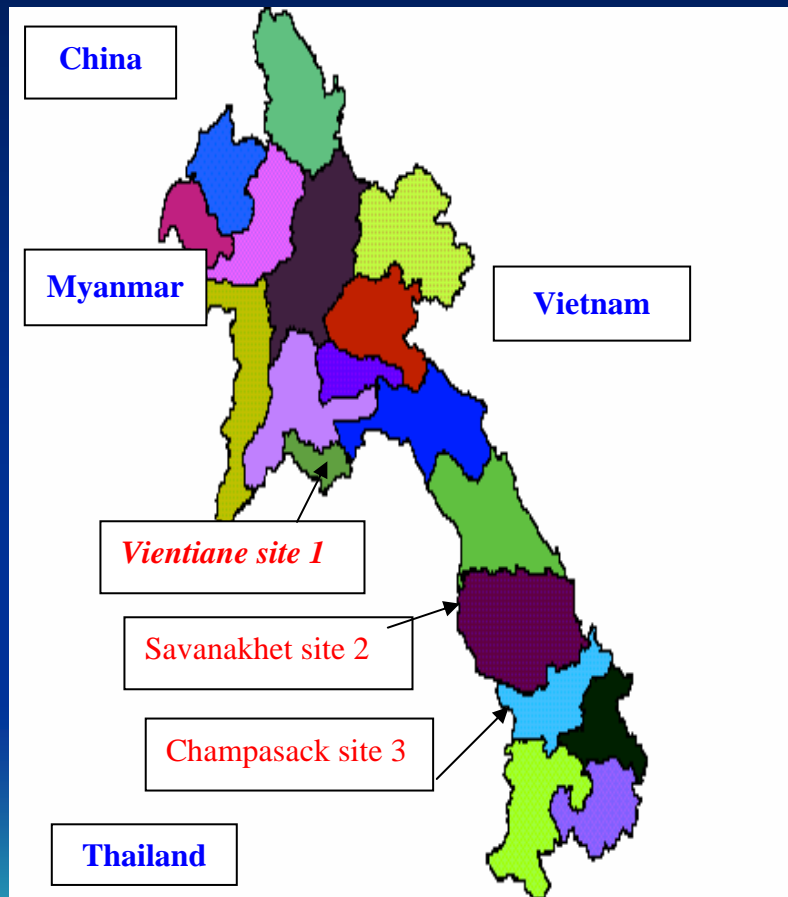 China
Myanmar
Vietnam
Vientiane site 1
Savanakhet site 2
Champasack site 3
Thailand